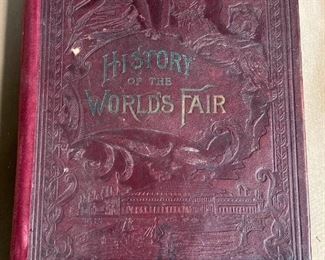 HISTORY
OF THE
WORLD'S FAIR